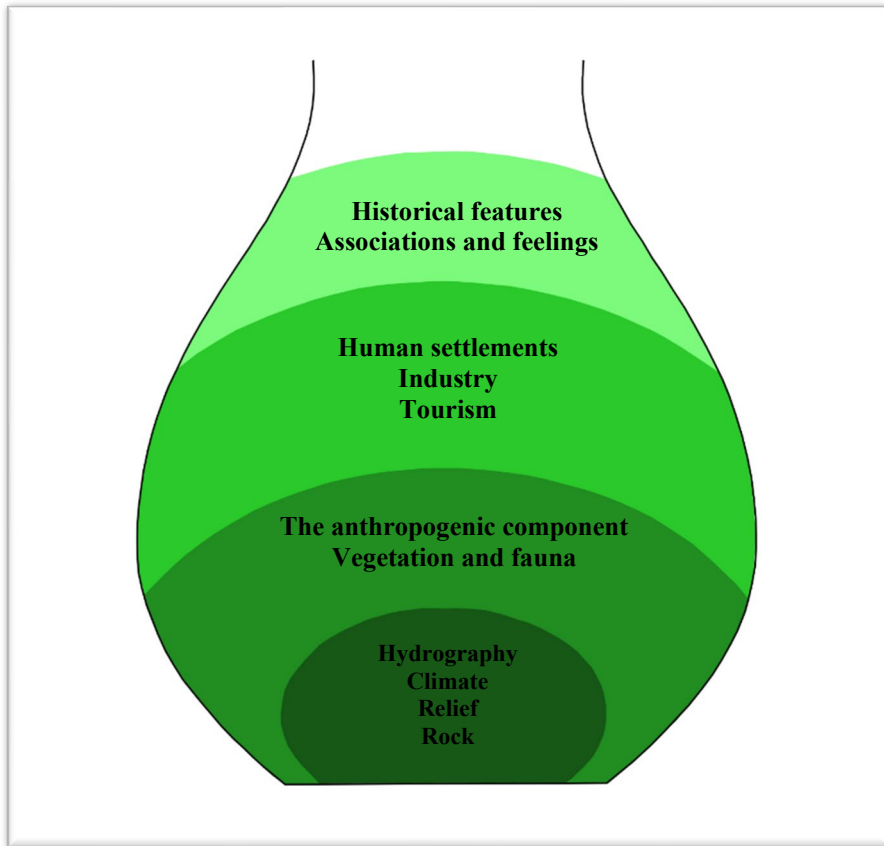 Historical features
Associations and feelings
Human settlements
Industry
Tourism
The anthropogenic component
Vegetation and fauna
Hydrography
Climate
Relief
Rock